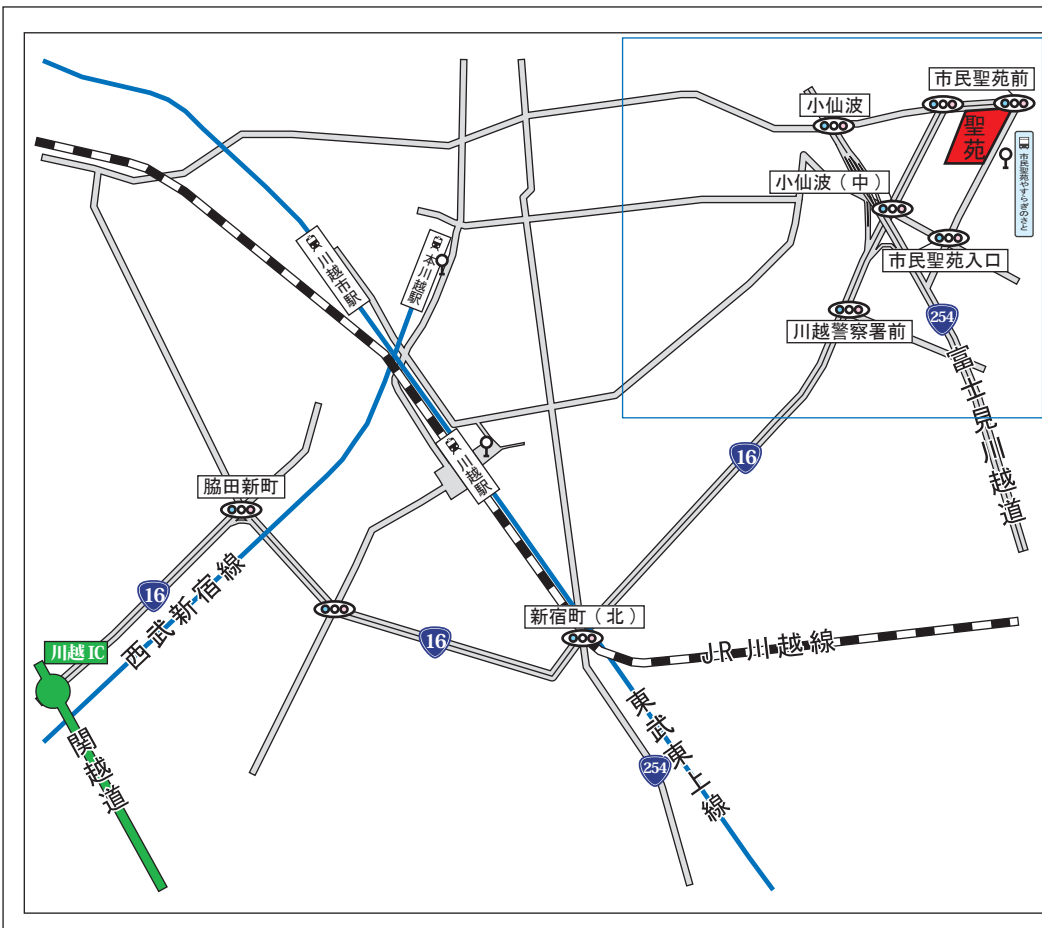 市民聖苑前
小仙波
聖苑
市民聖苑やすらぎのさと
小仙波(中)
市民聖苑入口
川越市駅
本川越駅
川越警察署前
254
富士見川越道
16
川越駅
脇田新町
16
西武新宿線
新宿町(北)
16
川越IC
JR川越線
関越道
東武東上線
254